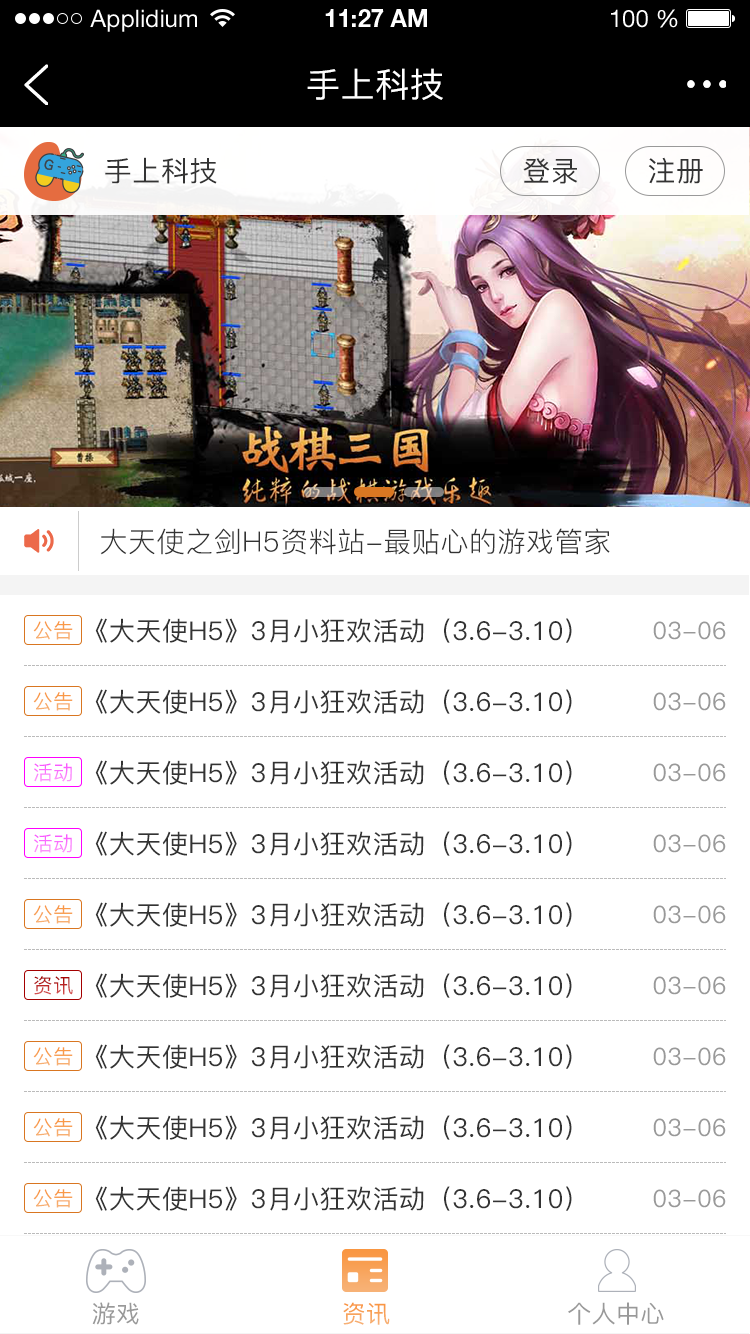 Applidium 11:27 AM 100 %
手上科技
手上科技 登录 注册
曹操
孤城一座，
战棋三国
纯粹的战棋游戏乐趣
大天使之剑H5资料站–最贴心的游戏管家
公告 《大天使H5》3月小狂欢活动（3.6–3.10） 03–06
公告 《大天使H5》3月小狂欢活动（3.6–3.10） 03–06
活动 《大天使H5》3月小狂欢活动（3.6–3.10） 03–06
活动 《大天使H5》3月小狂欢活动（3.6–3.10） 03–06
公告 《大天使H5》3月小狂欢活动（3.6–3.10） 03–06
资讯 《大天使H5》3月小狂欢活动（3.6–3.10） 03–06
公告 《大天使H5》3月小狂欢活动（3.6–3.10） 03–06
公告 《大天使H5》3月小狂欢活动（3.6–3.10） 03–06
公告 《大天使H5》3月小狂欢活动（3.6–3.10） 03–06
游戏 资讯 个人中心